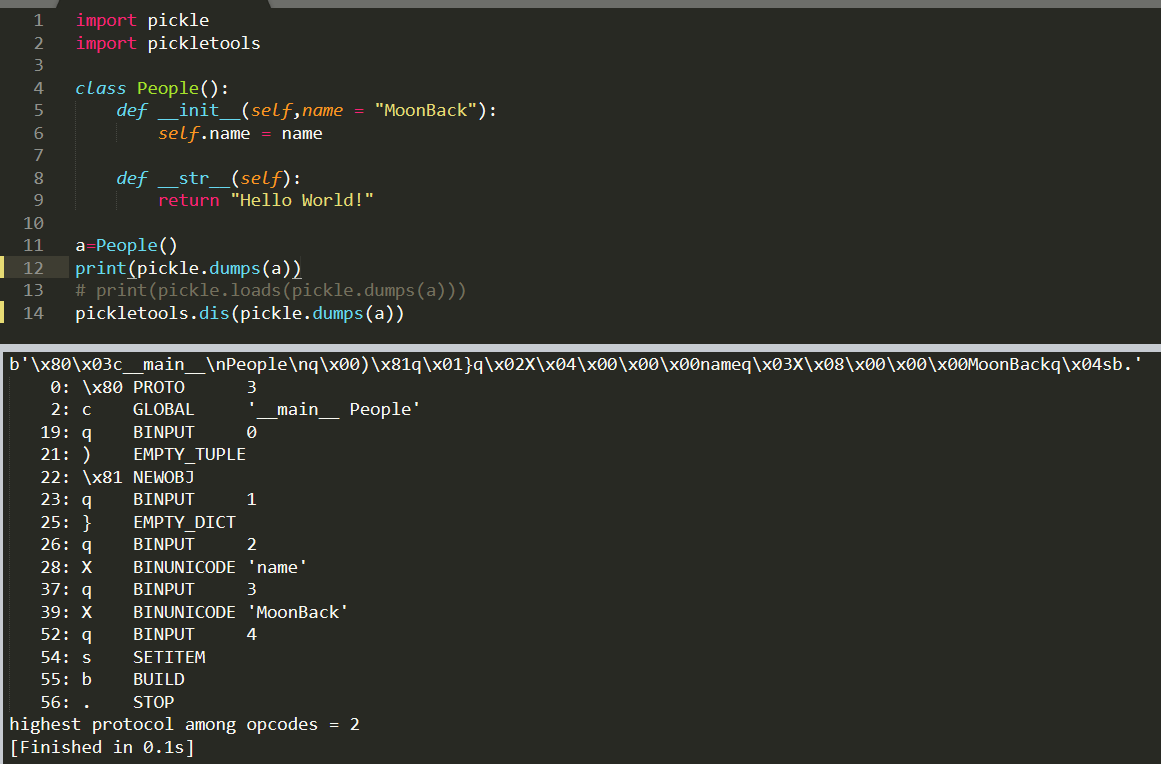 1 import pickle
2 import pickletools
3
4 class People():
5     def __init__(self,name = "MoonBack"):
6         self.name = name
7
8     def __str__(self):
9         return "Hello World!"
10
11 a=People()
12 print(pickle.dumps(a))
13 # print(pickle.loads(pickle.dumps(a)))
14 pickletools.dis(pickle.dumps(a))
b'\x80\x03c__main__\nPeople\nq\x00)\x81q\x01}q\x02X\x04\x00\x00\x00nameq\x03X\x08\x00\x00\x00MoonBackq\x04sb.'
    0: \x80 PROTO      3
    2: c    GLOBAL     '__main__ People'
   19: q    BINPUT     0
   21: )    EMPTY_TUPLE
   22: \x81 NEWOBJ
   23: q    BINPUT     1
   25: }    EMPTY_DICT
   26: q    BINPUT     2
   28: X    BINUNICODE 'name'
   37: q    BINPUT     3
   39: X    BINUNICODE 'MoonBack'
   52: q    BINPUT     4
   54: s    SETITEM
   55: b    BUILD
   56: .    STOP
highest protocol among opcodes = 2
[Finished in 0.1s]